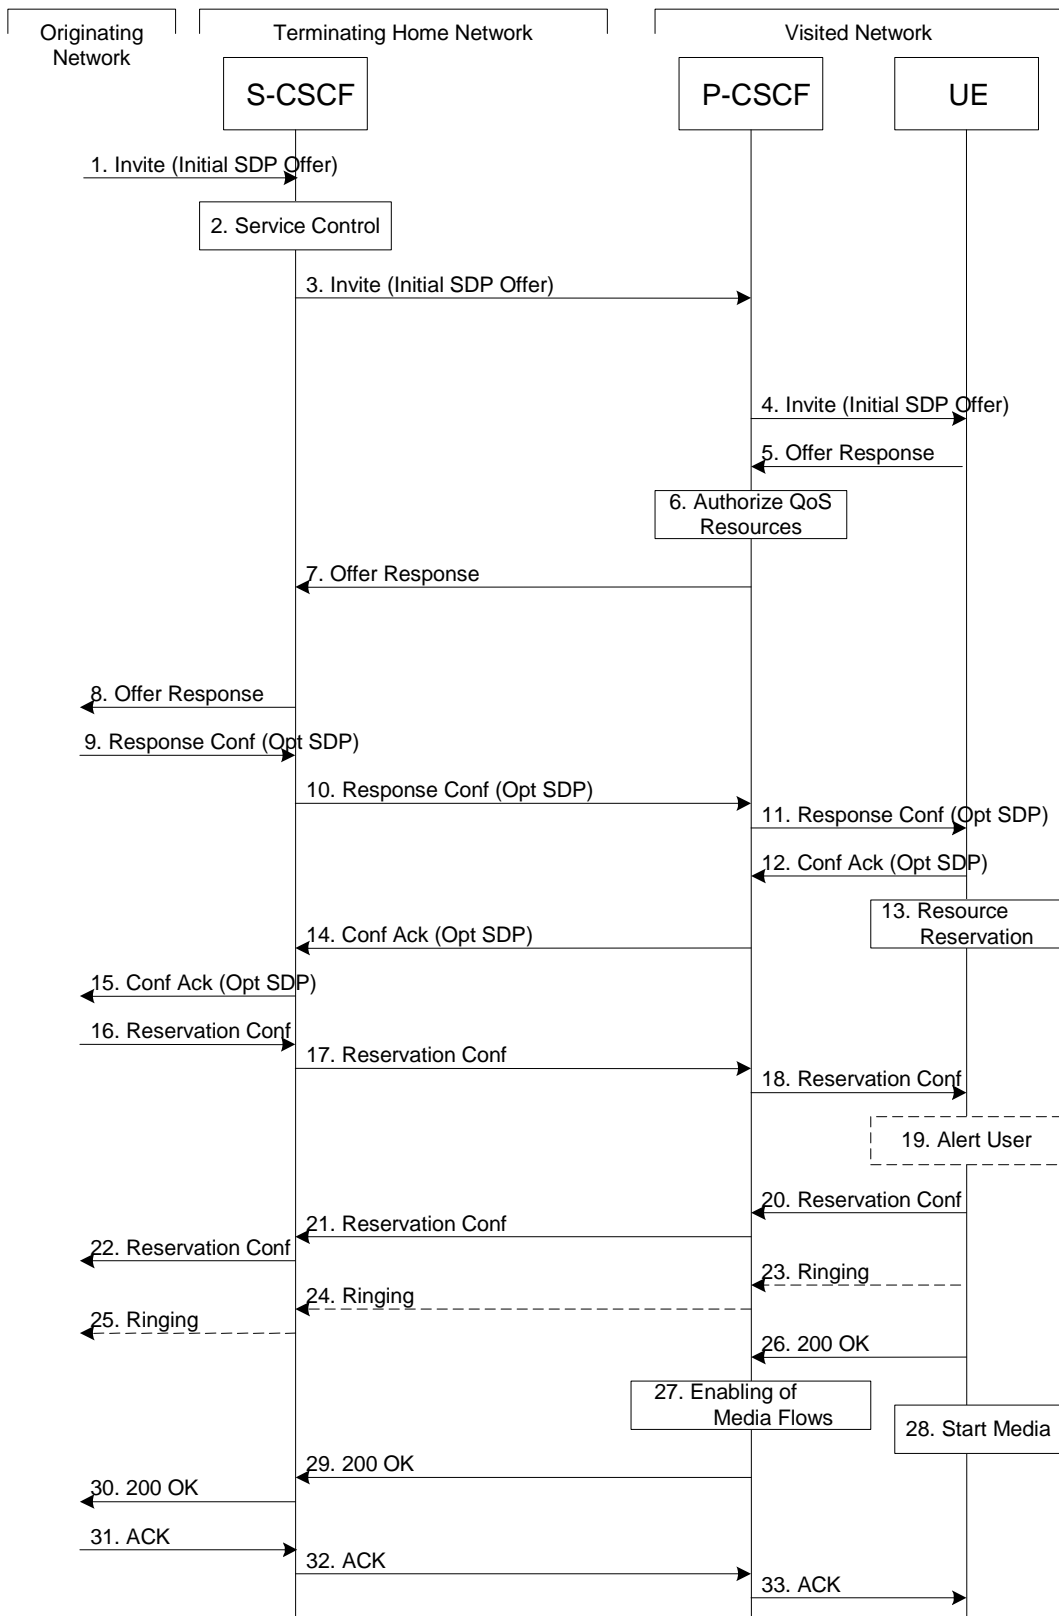 Originating
Network
Terminating Home Network
Visited Network
S-CSCF
P-CSCF
UE
1. Invite (Initial SDP Offer)
2. Service Control
3. Invite (Initial SDP Offer)
4. Invite (Initial SDP Offer)
5. Offer Response
6. Authorize QoS
Resources
7. Offer Response
8. Offer Response
9. Response Conf (Opt SDP)
10. Response Conf (Opt SDP)
11. Response Conf (Opt SDP)
12. Conf Ack (Opt SDP)
13. Resource
Reservation
14. Conf Ack (Opt SDP)
15. Conf Ack (Opt SDP)
16. Reservation Conf
17. Reservation Conf
18. Reservation Conf
19. Alert User
20. Reservation Conf
21. Reservation Conf
22. Reservation Conf
23. Ringing
24. Ringing
25. Ringing
26. 200 OK
27. Enabling of
Media Flows
28. Start Media
29. 200 OK
30. 200 OK
31. ACK
32. ACK
33. ACK